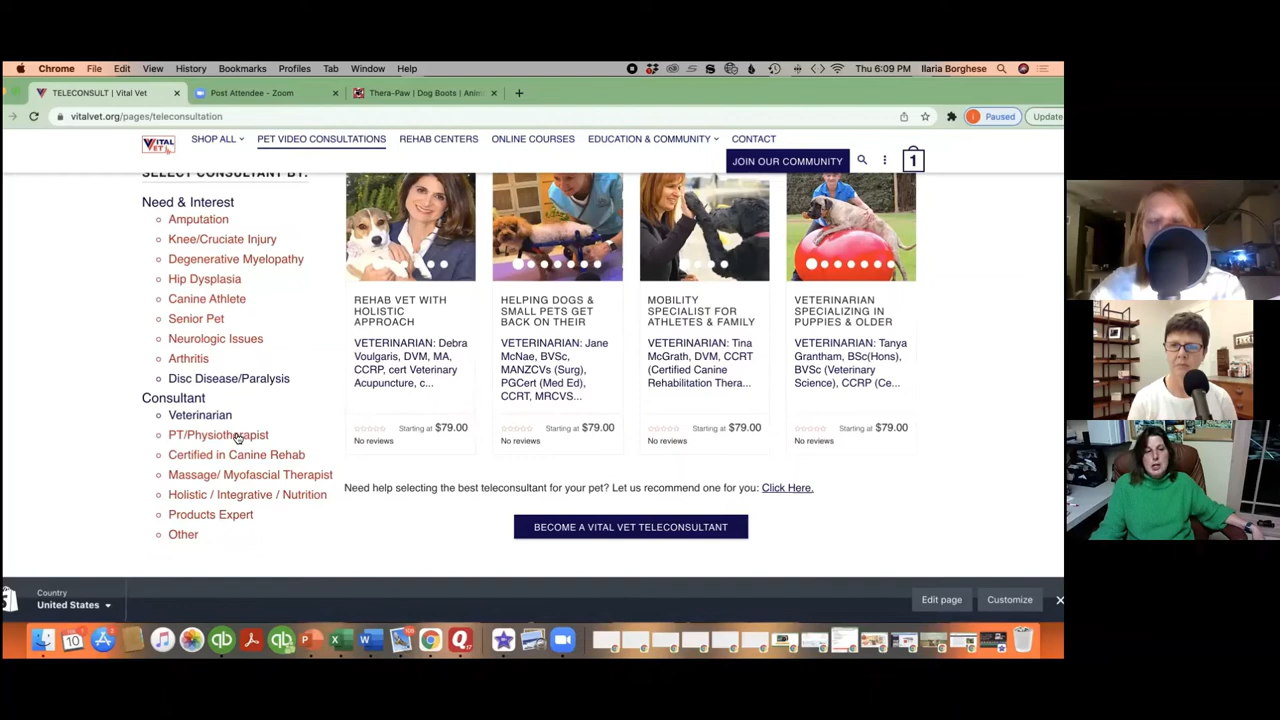 Chrome File Edit View History Bookmarks Profiles Tab Window Help
Thu 6:09 PM Ilaria Borghese
TELECONSULT | Vital Vet
Post Attendee - Zoom
Thera-Paw | Dog Boots | Anim
vitalvet.org/pages/teleconsultation
Paused
Update
VITAL VET
SHOP ALL
PET VIDEO CONSULTATIONS
REHAB CENTERS
ONLINE COURSES
EDUCATION & COMMUNITY
CONTACT
JOIN OUR COMMUNITY
1
SELECT CONSULTANT BY:
Need & Interest
Amputation
Knee/Cruciate Injury
Degenerative Myelopathy
Hip Dysplasia
Canine Athlete
Senior Pet
Neurologic Issues
Arthritis
Disc Disease/Paralysis
Consultant
Veterinarian
PT/Physiotherapist
Certified in Canine Rehab
Massage/ Myofascial Therapist
Holistic / Integrative / Nutrition
Products Expert
Other
REHAB VET WITH
HOLISTIC
APPROACH
VETERINARIAN: Debra
Voulgaris, DVM, MA,
CCRP, cert Veterinary
Acupuncture, c...
Starting at $79.00
No reviews
HELPING DOGS &
SMALL PETS GET
BACK ON THEIR
VETERINARIAN: Jane
McNae, BVSc,
MANZCVs (Surg),
PGCert (Med Ed),
CCRT, MRCVS...
Starting at $79.00
No reviews
MOBILITY
SPECIALIST FOR
ATHLETES & FAMILY
VETERINARIAN: Tina
McGrath, DVM, CCRT
(Certified Canine
Rehabilitation Thera...
Starting at $79.00
No reviews
VETERINARIAN
SPECIALIZING IN
PUPPIES & OLDER
VETERINARIAN: Tanya
Grantham, BSc(Hons),
BVSc (Veterinary
Science), CCRP (Ce...
Starting at $79.00
No reviews
Need help selecting the best teleconsultant for your pet? Let us recommend one for you: Click Here.
BECOME A VITAL VET TELECONSULTANT
Country
United States
Edit page
Customize